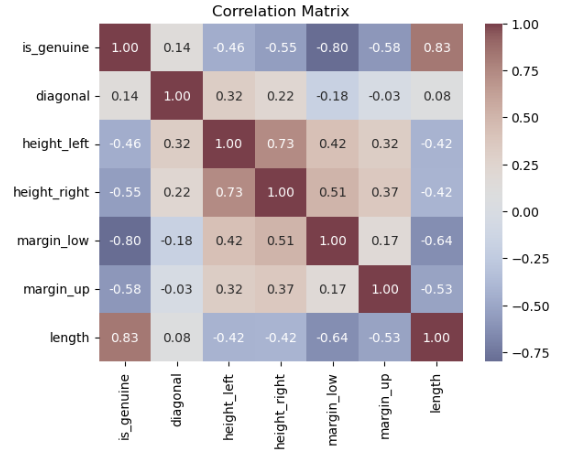 Correlation Matrix
is_genuine 1.00 0.14 -0.46 -0.55 -0.80 -0.58 0.83
diagonal 0.14 1.00 0.32 0.22 -0.18 -0.03 0.08
height_left -0.46 0.32 1.00 0.73 0.42 0.32 -0.42
height_right -0.55 0.22 0.73 1.00 0.51 0.37 -0.42
margin_low -0.80 -0.18 0.42 0.51 1.00 0.17 -0.64
margin_up -0.58 -0.03 0.32 0.37 0.17 1.00 -0.53
length 0.83 0.08 -0.42 -0.42 -0.64 -0.53 1.00
is_genuine diagonal height_left height_right margin_low margin_up length
1.00
0.75
0.50
0.25
0.00
−0.25
−0.50
−0.75